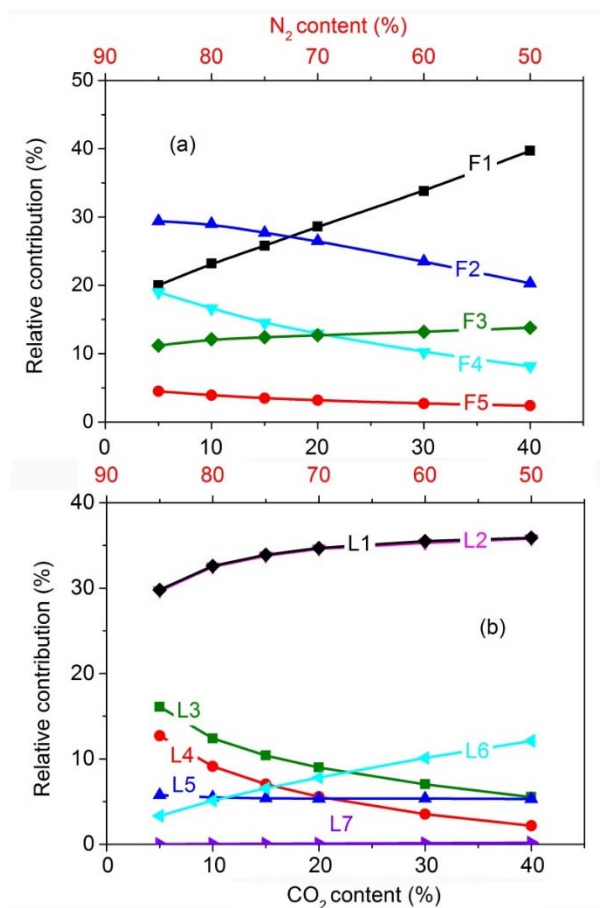 N₂ content (%)
90 80 70 60 50
50
40
30
20
10
0
Relative contribution (%)
(a)
F1
F2
F3
F4
F5
0 10 20 30 40
90 80 70 60 50
40
30
20
10
0
Relative contribution (%)
L1
L2
(b)
L3
L4
L6
L5
L7
0 10 20 30 40
CO₂ content (%)